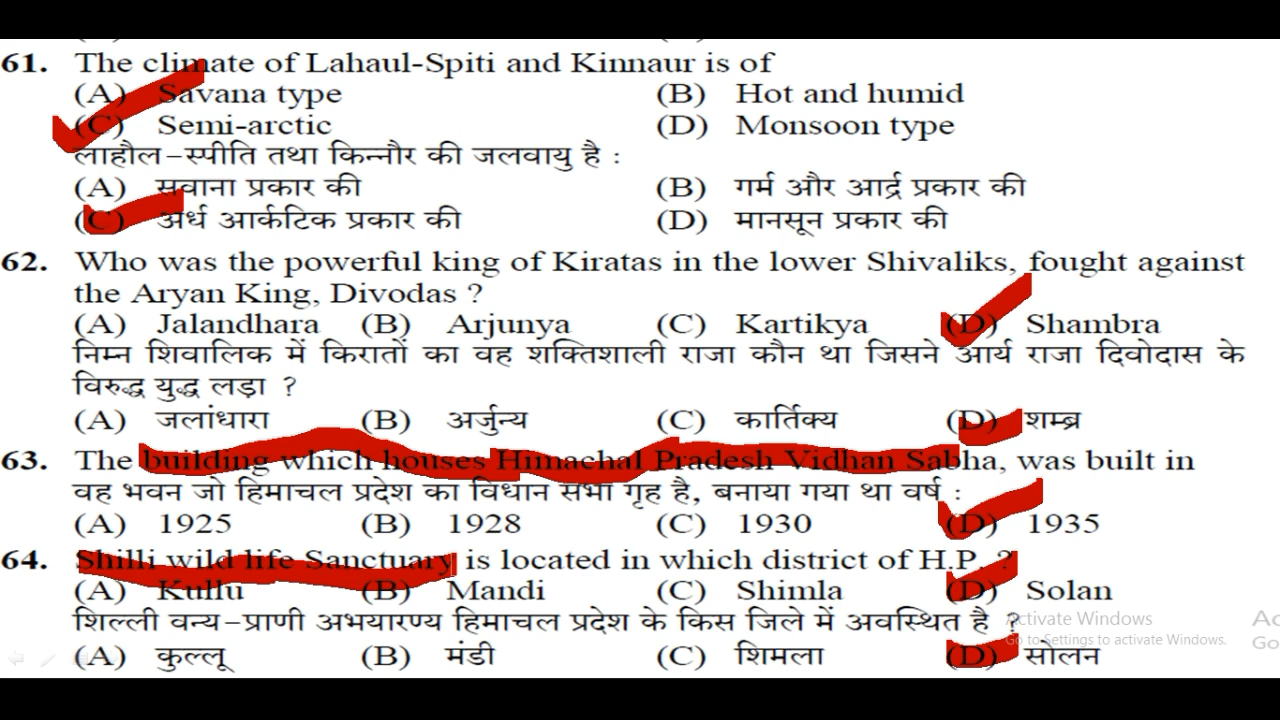 61. The climate of Lahaul-Spiti and Kinnaur is of
(A) Savana type (B) Hot and humid
(C) Semi-arctic (D) Monsoon type
लाहौल-स्पीति तथा किन्नौर की जलवायु है :
(A) सवाना प्रकार की (B) गर्म और आर्द्र प्रकार की
(C) अर्ध आर्कटिक प्रकार की (D) मानसून प्रकार की
62. Who was the powerful king of Kiratas in the lower Shivaliks, fought against
the Aryan King, Divodas ?
(A) Jalandhara (B) Arjunya (C) Kartikya (D) Shambra
निम्न शिवालिक में किरातों का वह शक्तिशाली राजा कौन था जिसने आर्य राजा दिवोदास के
विरुद्ध युद्ध लड़ा ?
(A) जलांधारा (B) अर्जुन्य (C) कार्तिक्य (D) शम्ब्र
63. The building which houses Himachal Pradesh Vidhan Sabha, was built in
वह भवन जो हिमाचल प्रदेश का विधान सभा गृह है, बनाया गया था वर्ष :
(A) 1925 (B) 1928 (C) 1930 (D) 1935
64. Shilli wild life Sanctuary is located in which district of H.P. ?
(A) Kullu (B) Mandi (C) Shimla (D) Solan
शिल्ली वन्य-प्राणी अभयारण्य हिमाचल प्रदेश के किस जिले में अवस्थित है ?
Activate Windows
Go to Settings to activate Windows.
(A) कुल्लू (B) मंडी (C) शिमला (D) सोलन